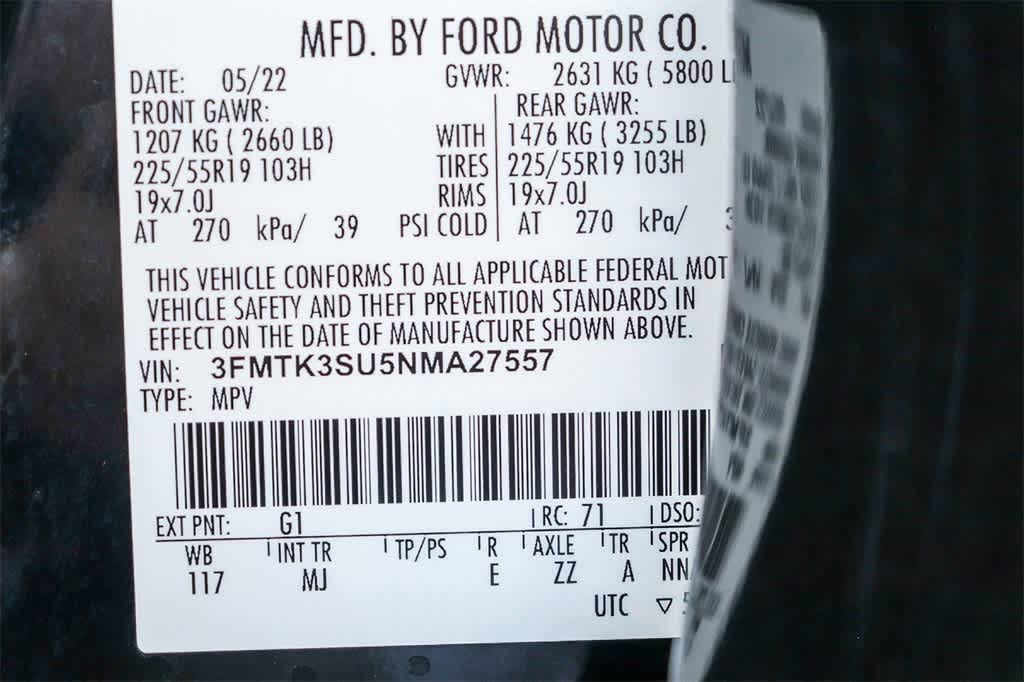 MFD. BY FORD MOTOR CO.
DATE: 05/22 GVWR: 2631 KG ( 5800 L
FRONT GAWR: REAR GAWR:
1207 KG ( 2660 LB) WITH 1476 KG ( 3255 LB)
225/55R19 103H TIRES 225/55R19 103H
19x7.0J RIMS 19x7.0J
AT 270 kPa/ 39 PSI COLD AT 270 kPa/
THIS VEHICLE CONFORMS TO ALL APPLICABLE FEDERAL MOT
VEHICLE SAFETY AND THEFT PREVENTION STANDARDS IN
EFFECT ON THE DATE OF MANUFACTURE SHOWN ABOVE.
VIN: 3FMTK3SU5NMA27557
TYPE: MPV
EXT PNT: G1 RC: 71 DSO:
WB INT TR TP/PS R AXLE TR SPR
117 MJ E ZZ A NN
UTC ▽